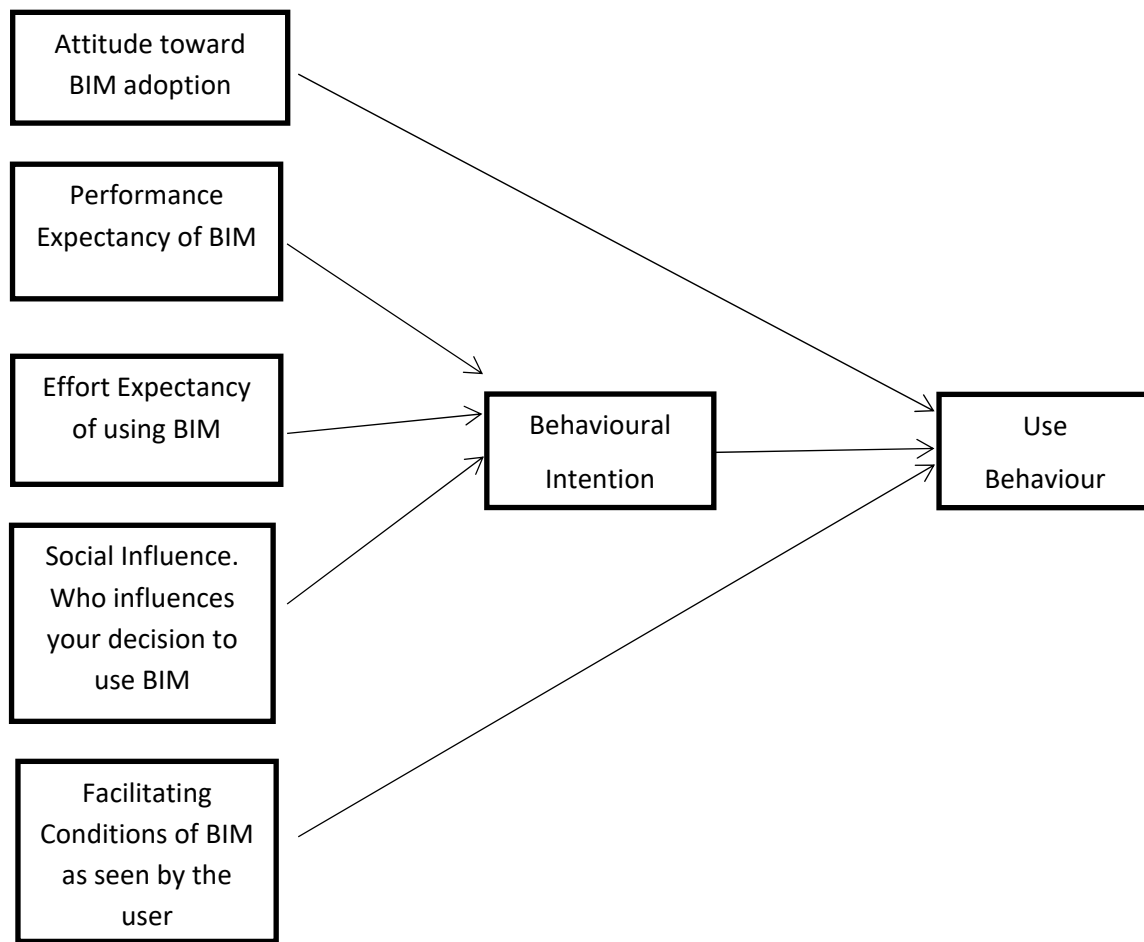 Attitude toward
BIM adoption
Performance
Expectancy of BIM
Effort Expectancy
of using BIM
Behavioural
Intention
Use
Behaviour
Social Influence.
Who influences
your decision to
use BIM
Facilitating
Conditions of BIM
as seen by the
user